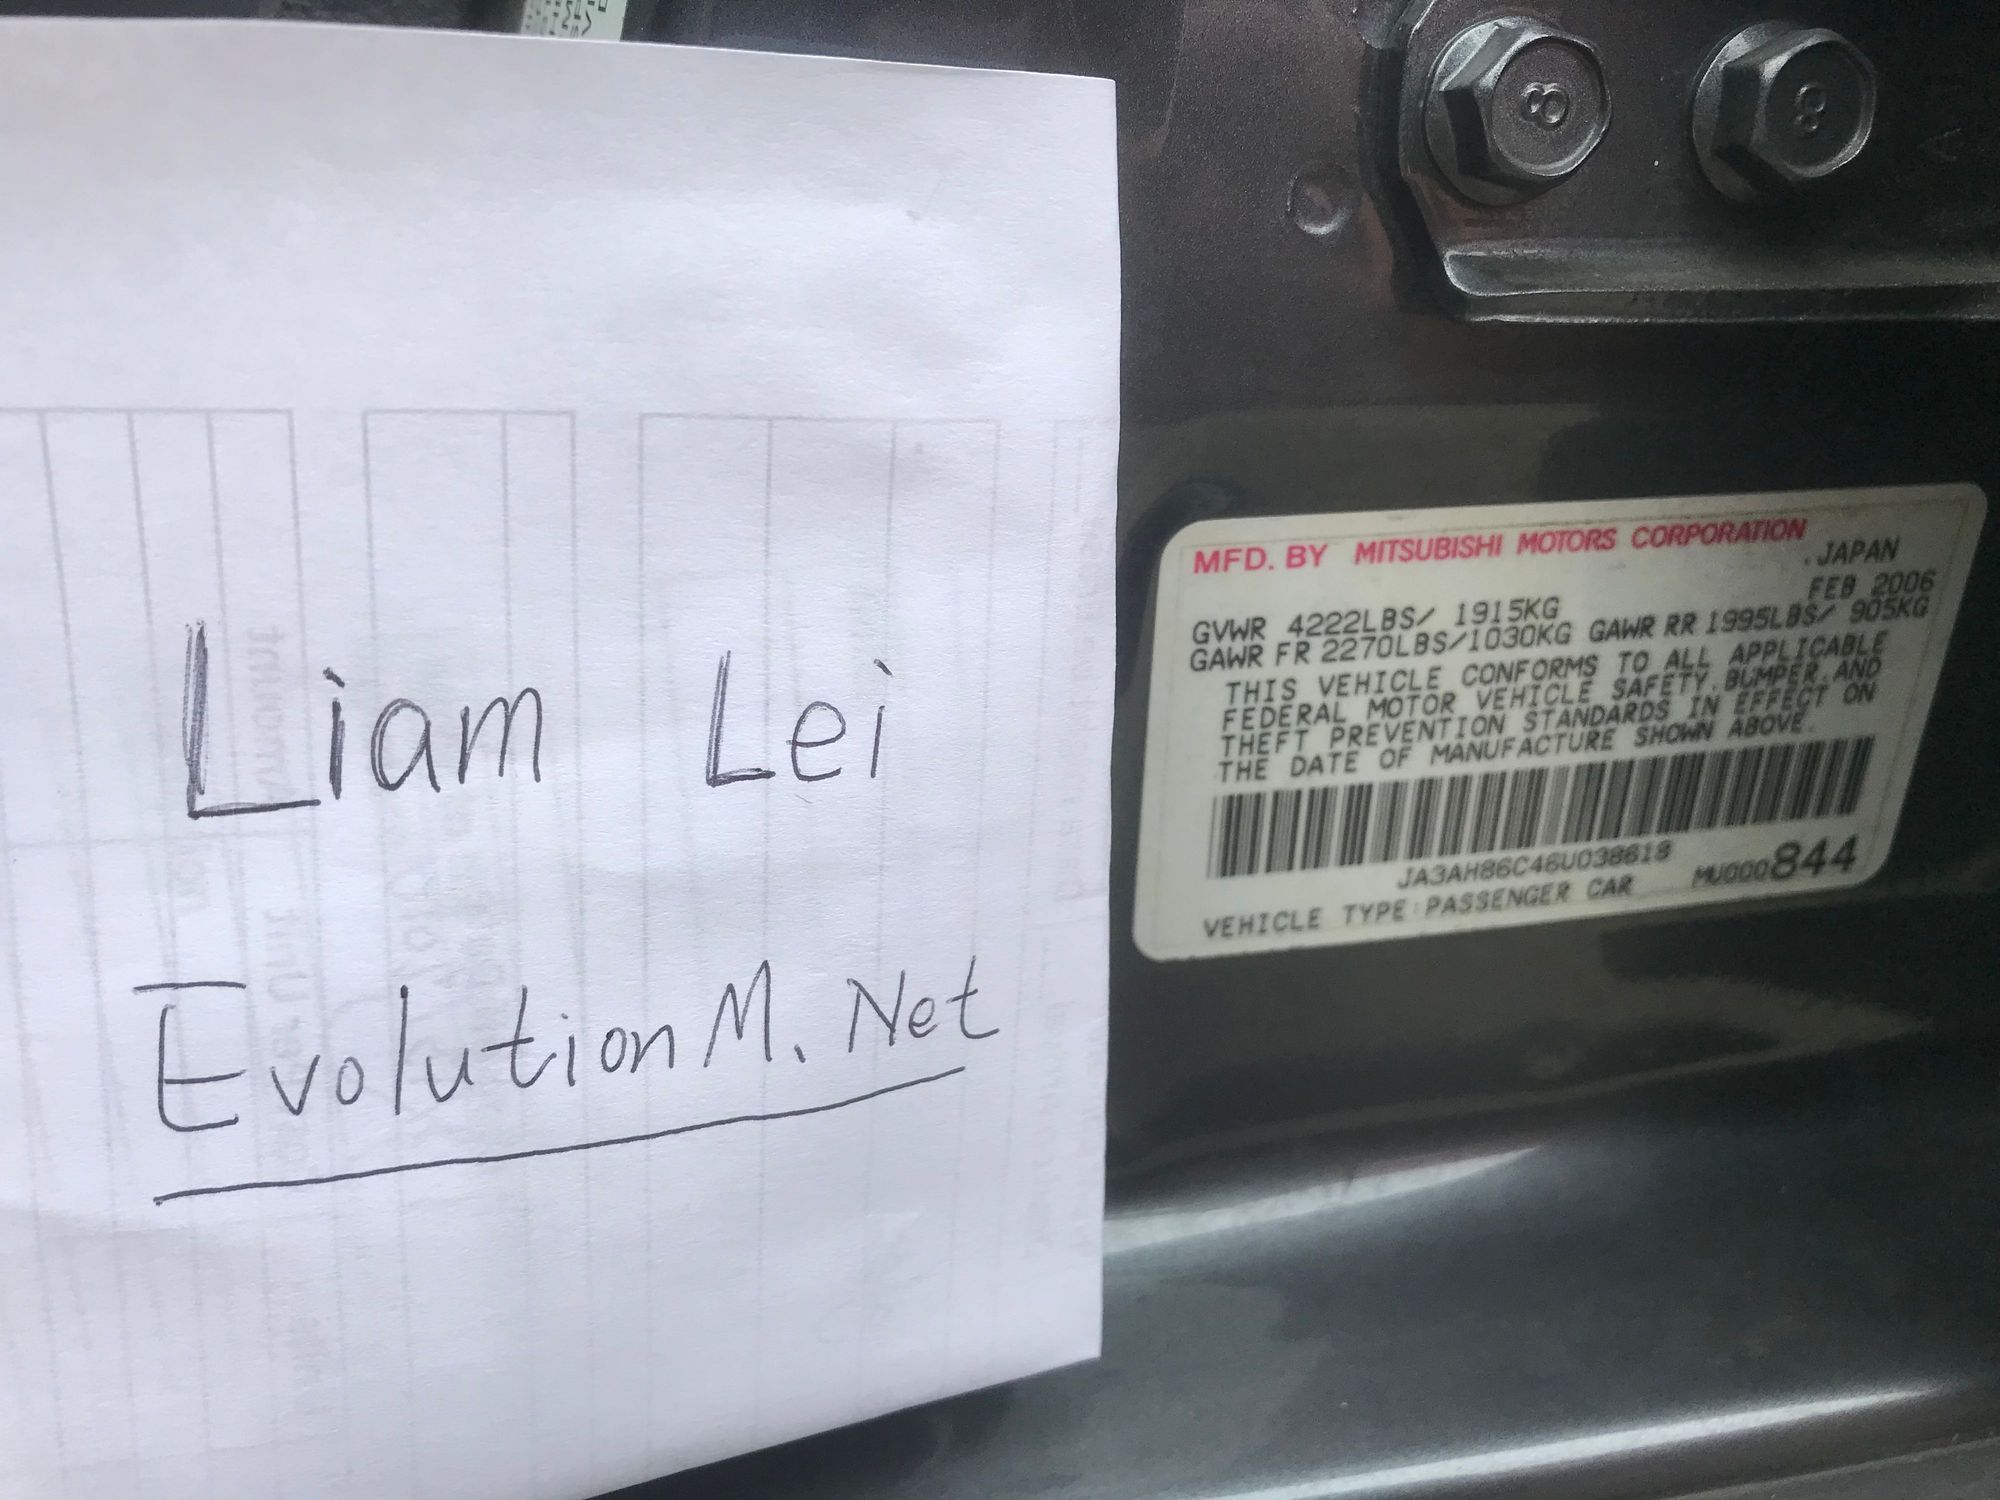 Liam Lei
EvolutionM.Net
MFD. BY MITSUBISHI MOTORS CORPORATION
JAPAN
FEB 2006
GVWR 4222LBS/ 1915KG
GAWR FR 2270LBS/1030KG GAWR RR 1995LBS/ 905KG
THIS VEHICLE CONFORMS TO ALL APPLICABLE
FEDERAL MOTOR VEHICLE SAFETY, BUMPER, AND
THEFT PREVENTION STANDARDS IN EFFECT ON
THE DATE OF MANUFACTURE SHOWN ABOVE.
JA3AH86C46U038618
MU000844
VEHICLE TYPE:PASSENGER CAR
8
8